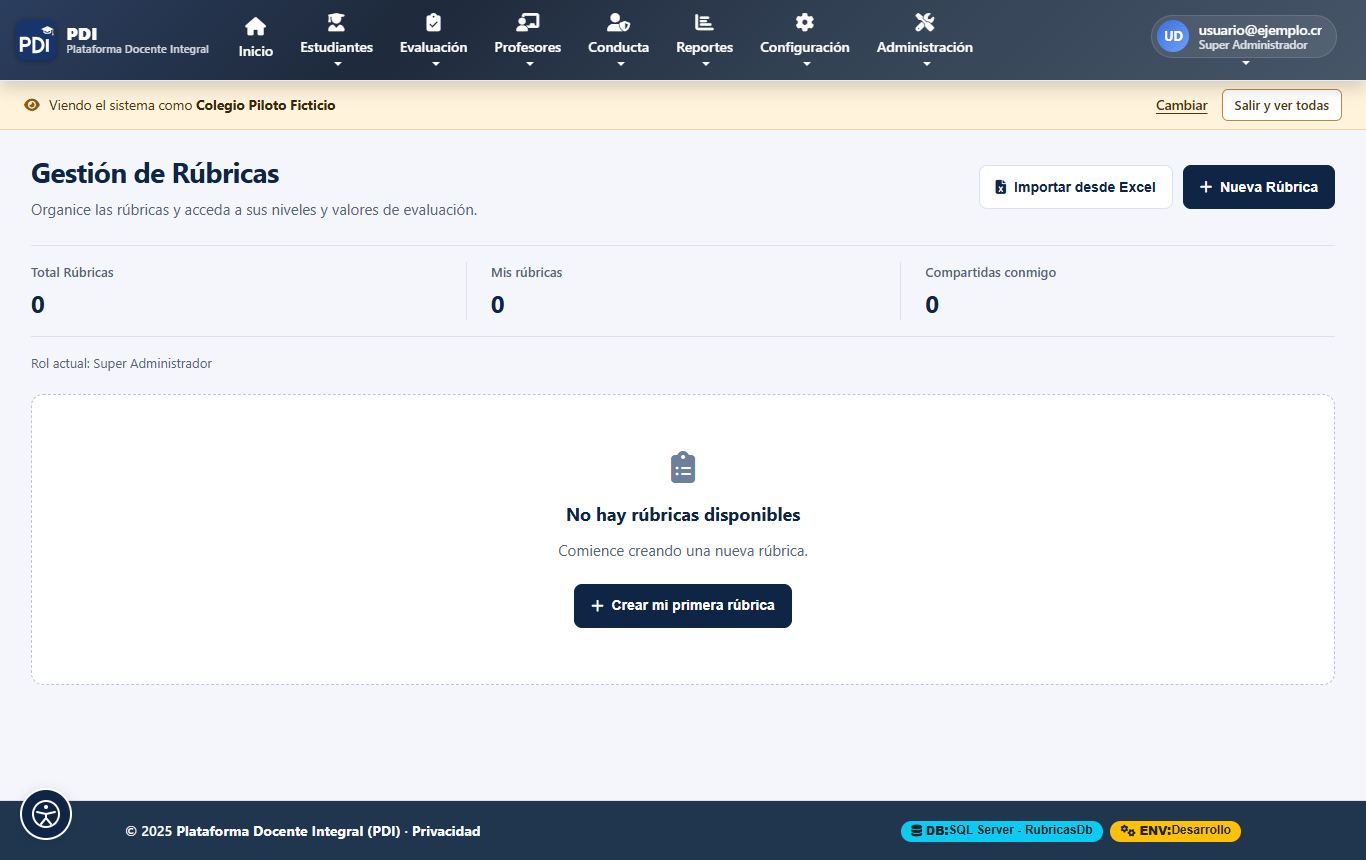 PDI
PDI
Plataforma Docente Integral
Inicio
Estudiantes
Evaluación
Profesores
Conducta
Reportes
Configuración
Administración
UD
usuario@ejemplo.cr
Super Administrador
Viendo el sistema como Colegio Piloto Ficticio
Cambiar
Salir y ver todas
Gestión de Rúbricas
Organice las rúbricas y acceda a sus niveles y valores de evaluación.
Importar desde Excel
Nueva Rúbrica
Total Rúbricas
0
Mis rúbricas
0
Compartidas conmigo
0
Rol actual: Super Administrador
No hay rúbricas disponibles
Comience creando una nueva rúbrica.
Crear mi primera rúbrica
© 2025 Plataforma Docente Integral (PDI) · Privacidad
DB:SQL Server - RubricasDb
ENV:Desarrollo